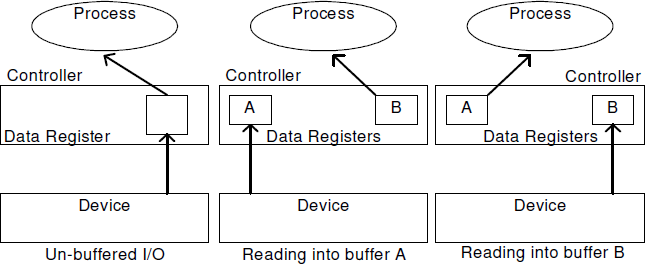 Process
Controller
Data Register
Device
Un-buffered I/O
Process
Controller
A
B
Data Registers
Device
Reading into buffer A
Process
Controller
A
B
Data Registers
Device
Reading into buffer B